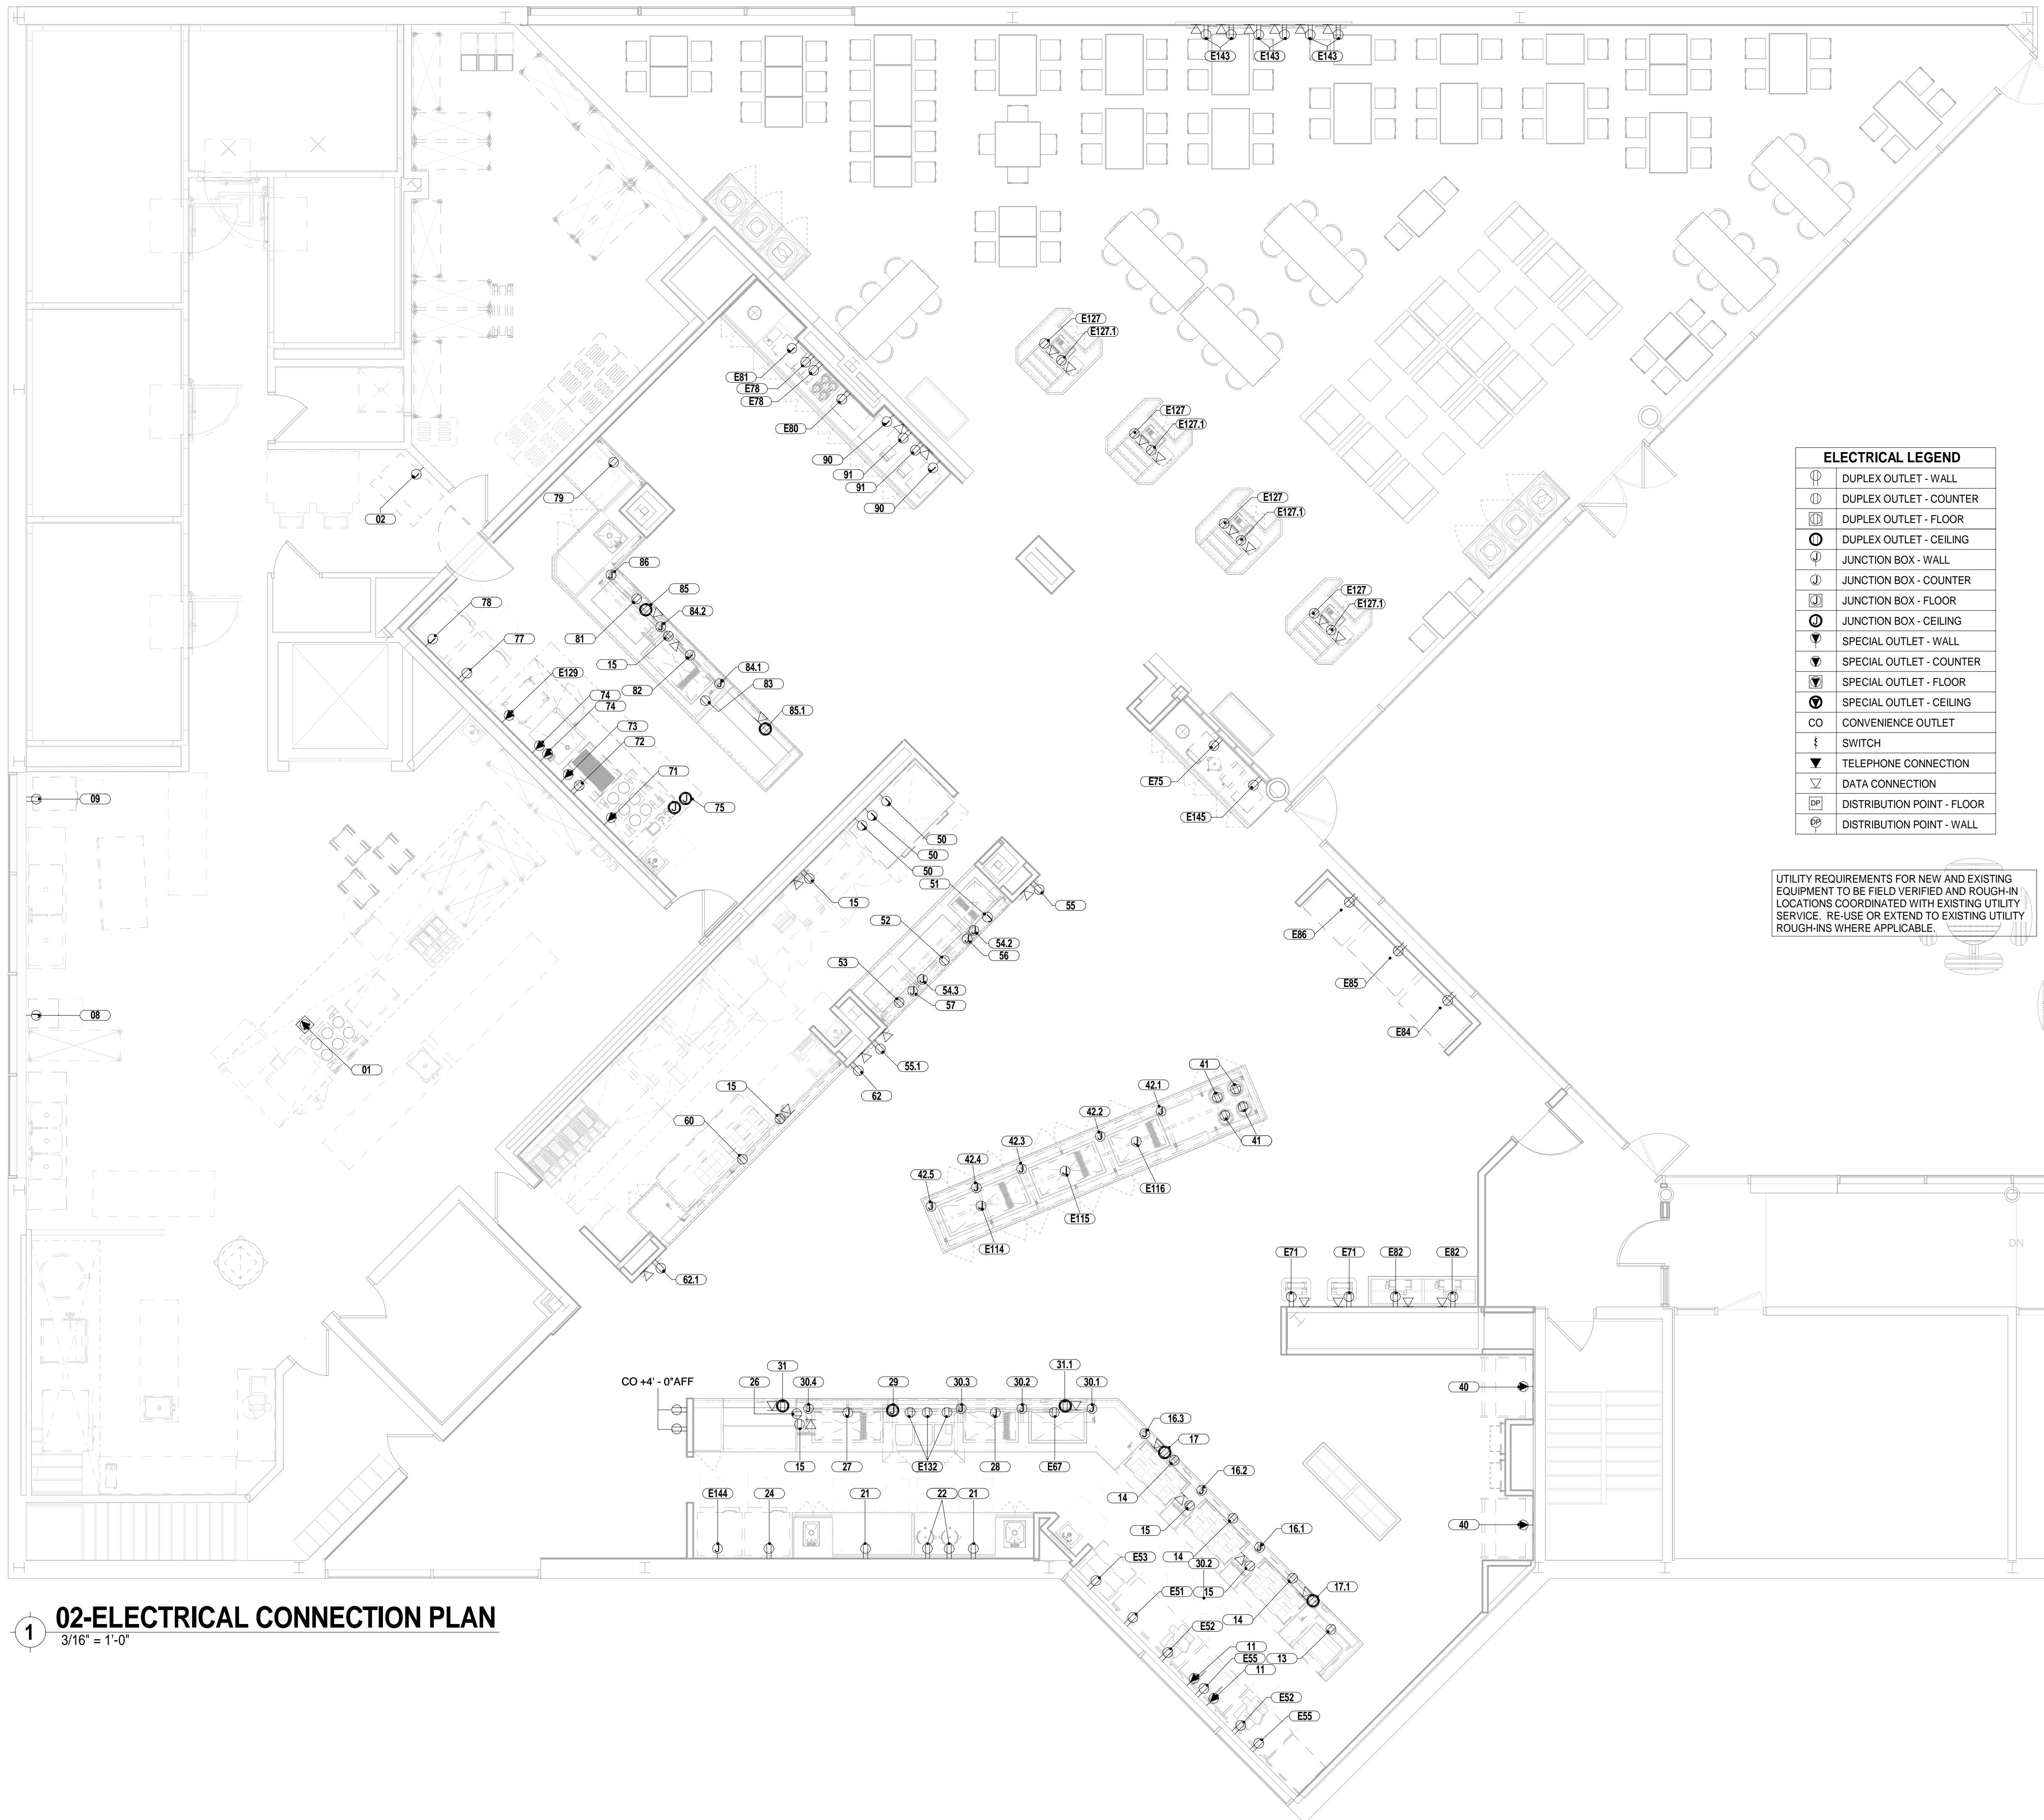 E143 E143 E143
E127
E127.1
E81
E78
E78
E80
E127
E127.1
90
91
91
90
79
02
E127
E127.1
ELECTRICAL LEGEND
DUPLEX OUTLET - WALL
DUPLEX OUTLET - COUNTER
DUPLEX OUTLET - FLOOR
DUPLEX OUTLET - CEILING
J JUNCTION BOX - WALL
J JUNCTION BOX - COUNTER
J JUNCTION BOX - FLOOR
J JUNCTION BOX - CEILING
SPECIAL OUTLET - WALL
SPECIAL OUTLET - COUNTER
SPECIAL OUTLET - FLOOR
SPECIAL OUTLET - CEILING
CO CONVENIENCE OUTLET
SWITCH
TELEPHONE CONNECTION
DATA CONNECTION
DP DISTRIBUTION POINT - FLOOR
DP DISTRIBUTION POINT - WALL
UTILITY REQUIREMENTS FOR NEW AND EXISTING
EQUIPMENT TO BE FIELD VERIFIED AND ROUGH-IN
LOCATIONS COORDINATED WITH EXISTING UTILITY
SERVICE. RE-USE OR EXTEND TO EXISTING UTILITY
ROUGH-INS WHERE APPLICABLE.
86
85
84.2
81
15
82
84.1
83
85.1
E127
E127.1
78
77
E129
74
74
73
72
71
75
E75
E145
09
08
01
50
50
50
15
51
52
53
55
54.2
56
54.3
57
55.1
62
15
60
62.1
E86
E85
E84
41
41
42.1
42.2
42.3
42.4
42.5
E116
E115
E114
E71 E71 E82 E82
DN
40
40
CO +4' - 0"AFF
26 31 30.4 29 30.3 30.2 31.1 30.1
15 27 E132 28 E67
16.3
17
16.2
14
15
16.1
14
30.2
15
17.1
14
13
E144 24 21 22 21
E53
E51
E52
11
E55
11
E52
E55
1 02-ELECTRICAL CONNECTION PLAN
3/16" = 1'-0"